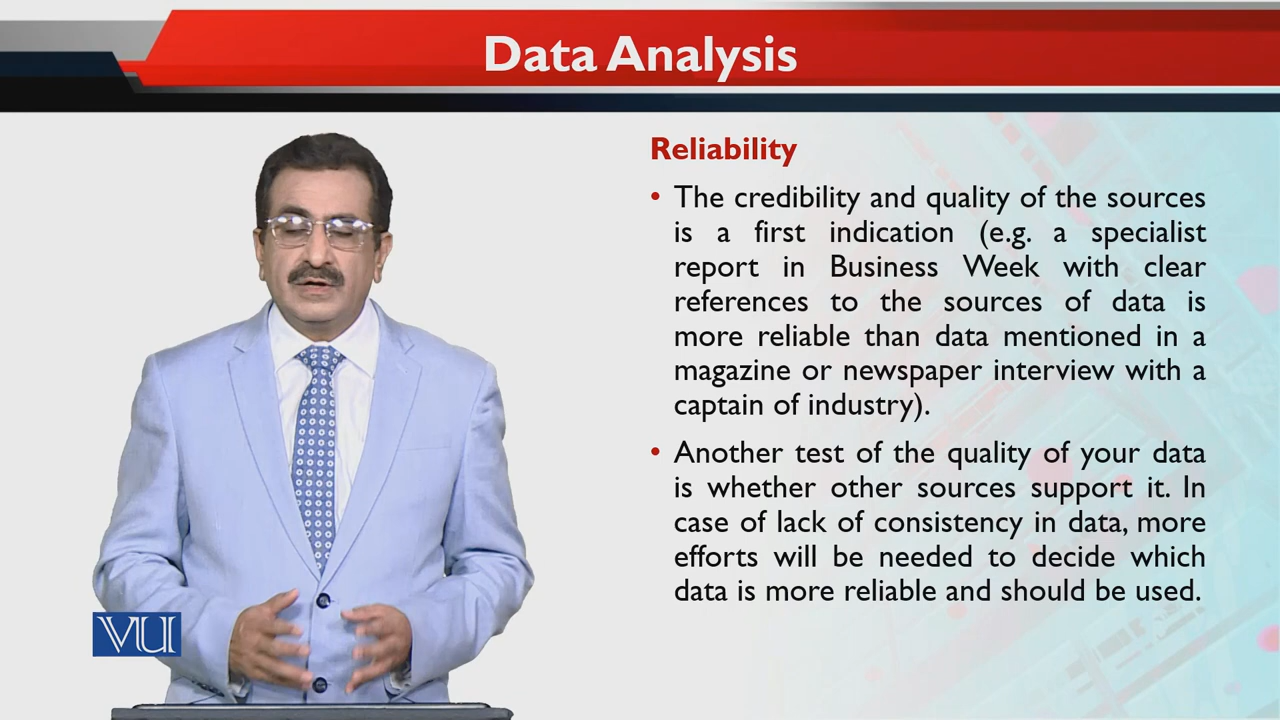 Data Analysis
Reliability
• The credibility and quality of the sources
is a first indication (e.g. a specialist
report in Business Week with clear
references to the sources of data is
more reliable than data mentioned in a
magazine or newspaper interview with a
captain of industry).
• Another test of the quality of your data
is whether other sources support it. In
case of lack of consistency in data, more
efforts will be needed to decide which
data is more reliable and should be used.
VU